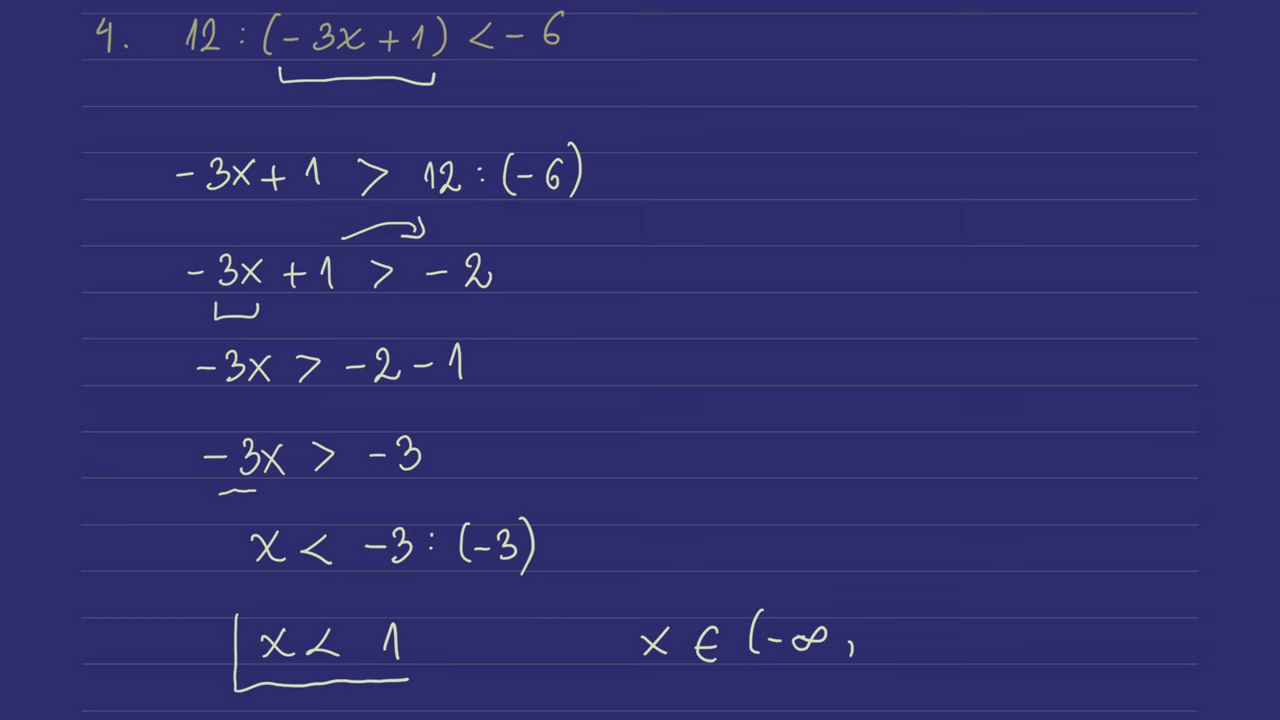 4. 12 : (- 3x + 1) < - 6
- 3x + 1 > 12 : (- 6)
- 3x + 1 > - 2
- 3x > - 2 - 1
- 3x > - 3
x < - 3 : (- 3)
x < 1 x ∈ (- ∞ ,